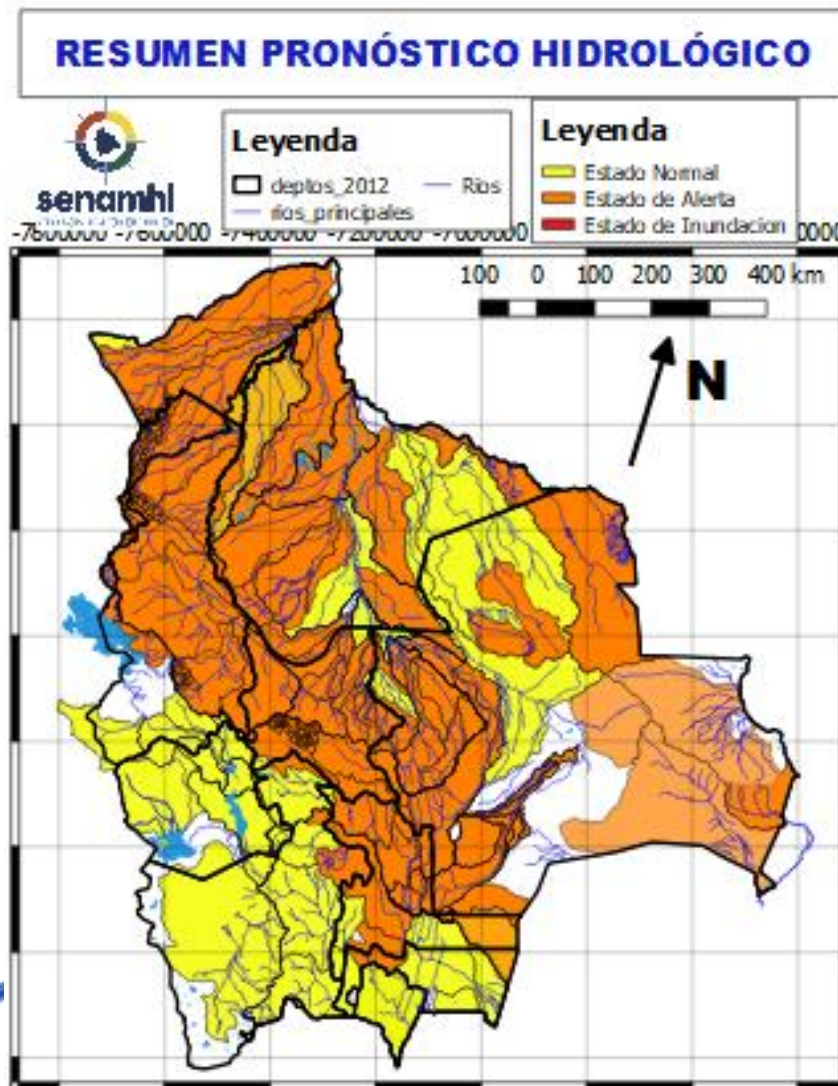 RESUMEN PRONÓSTICO HIDROLÓGICO
senamhi
Leyenda
deptos_2012
Rios
rios_principales
Leyenda
Estado Normal
Estado de Alerta
Estado de Inundacion
-7600000 -7400000 -7200000 -7000000
100 0 100 200 300 400 km
N